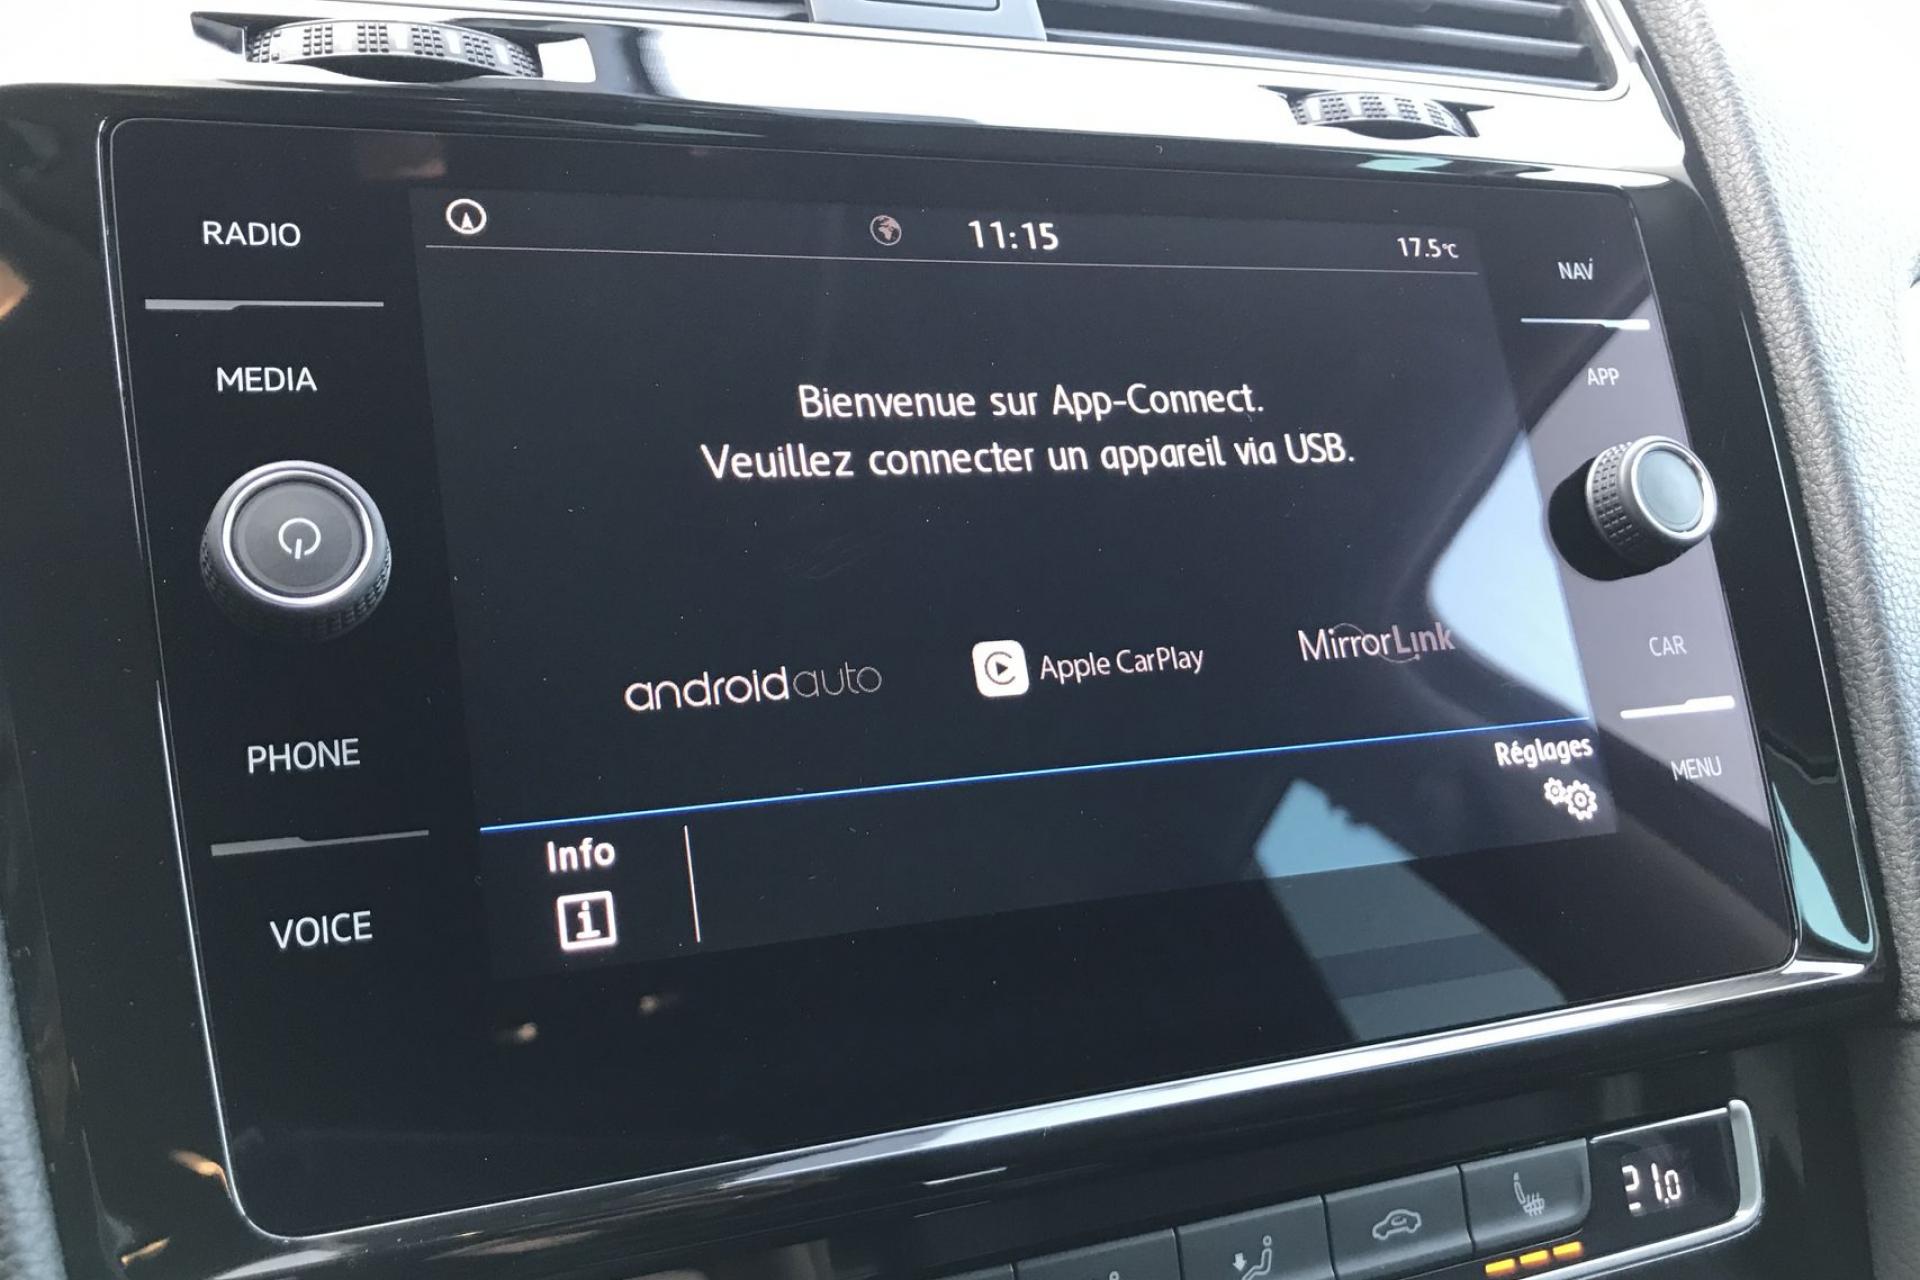 RADIO
MEDIA
PHONE
VOICE
11:15
17.5°C
Bienvenue sur App-Connect.
Veuillez connecter un appareil via USB.
androidauto
Apple CarPlay
MirrorLink
Info
i
Réglages
NAV
APP
CAR
MENU
21.0